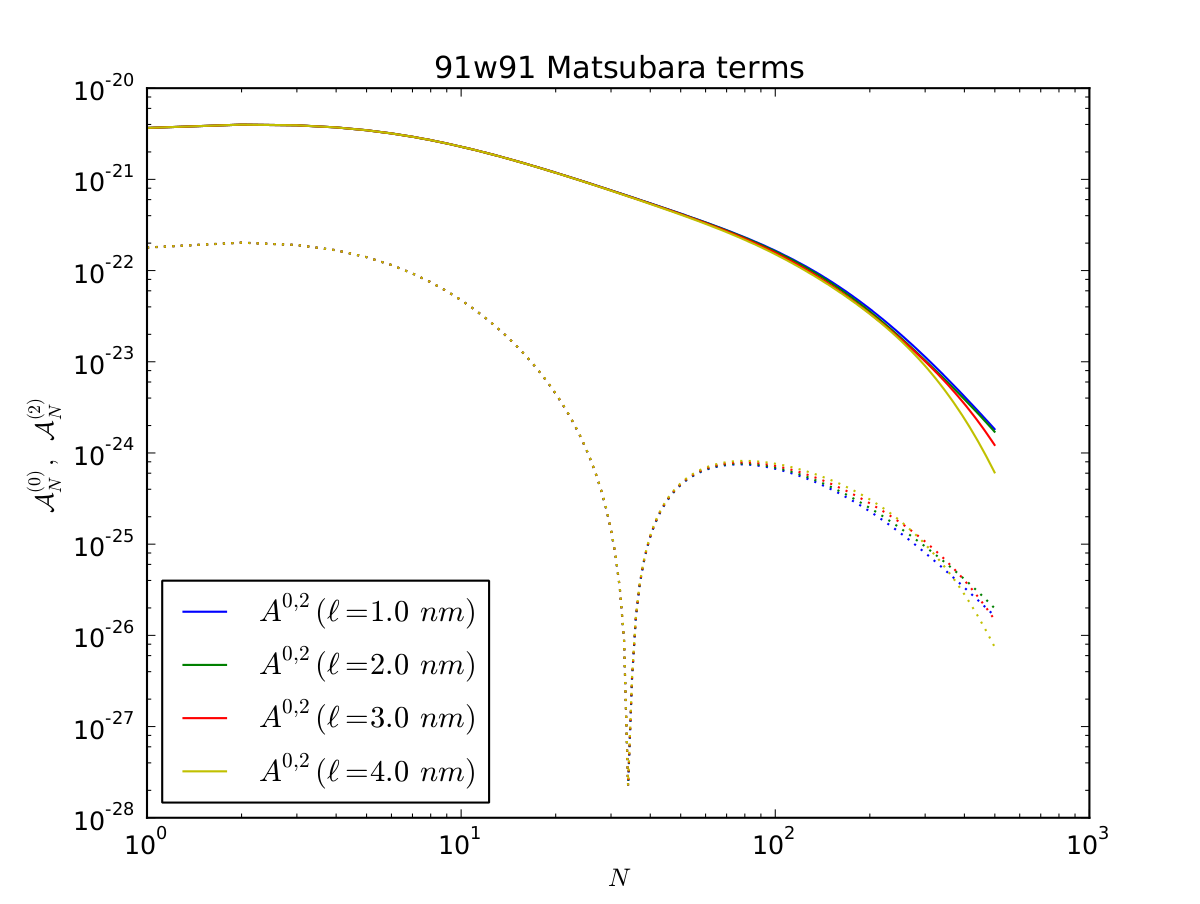 91w91 Matsubara terms
10^-20
10^-21
10^-22
10^-23
10^-24
10^-25
10^-26
10^-27
10^-28
𝒜_N^(0) , 𝒜_N^(2)
A^0,2 (ℓ=1.0 nm)
A^0,2 (ℓ=2.0 nm)
A^0,2 (ℓ=3.0 nm)
A^0,2 (ℓ=4.0 nm)
10^0 10^1 10^2 10^3
N